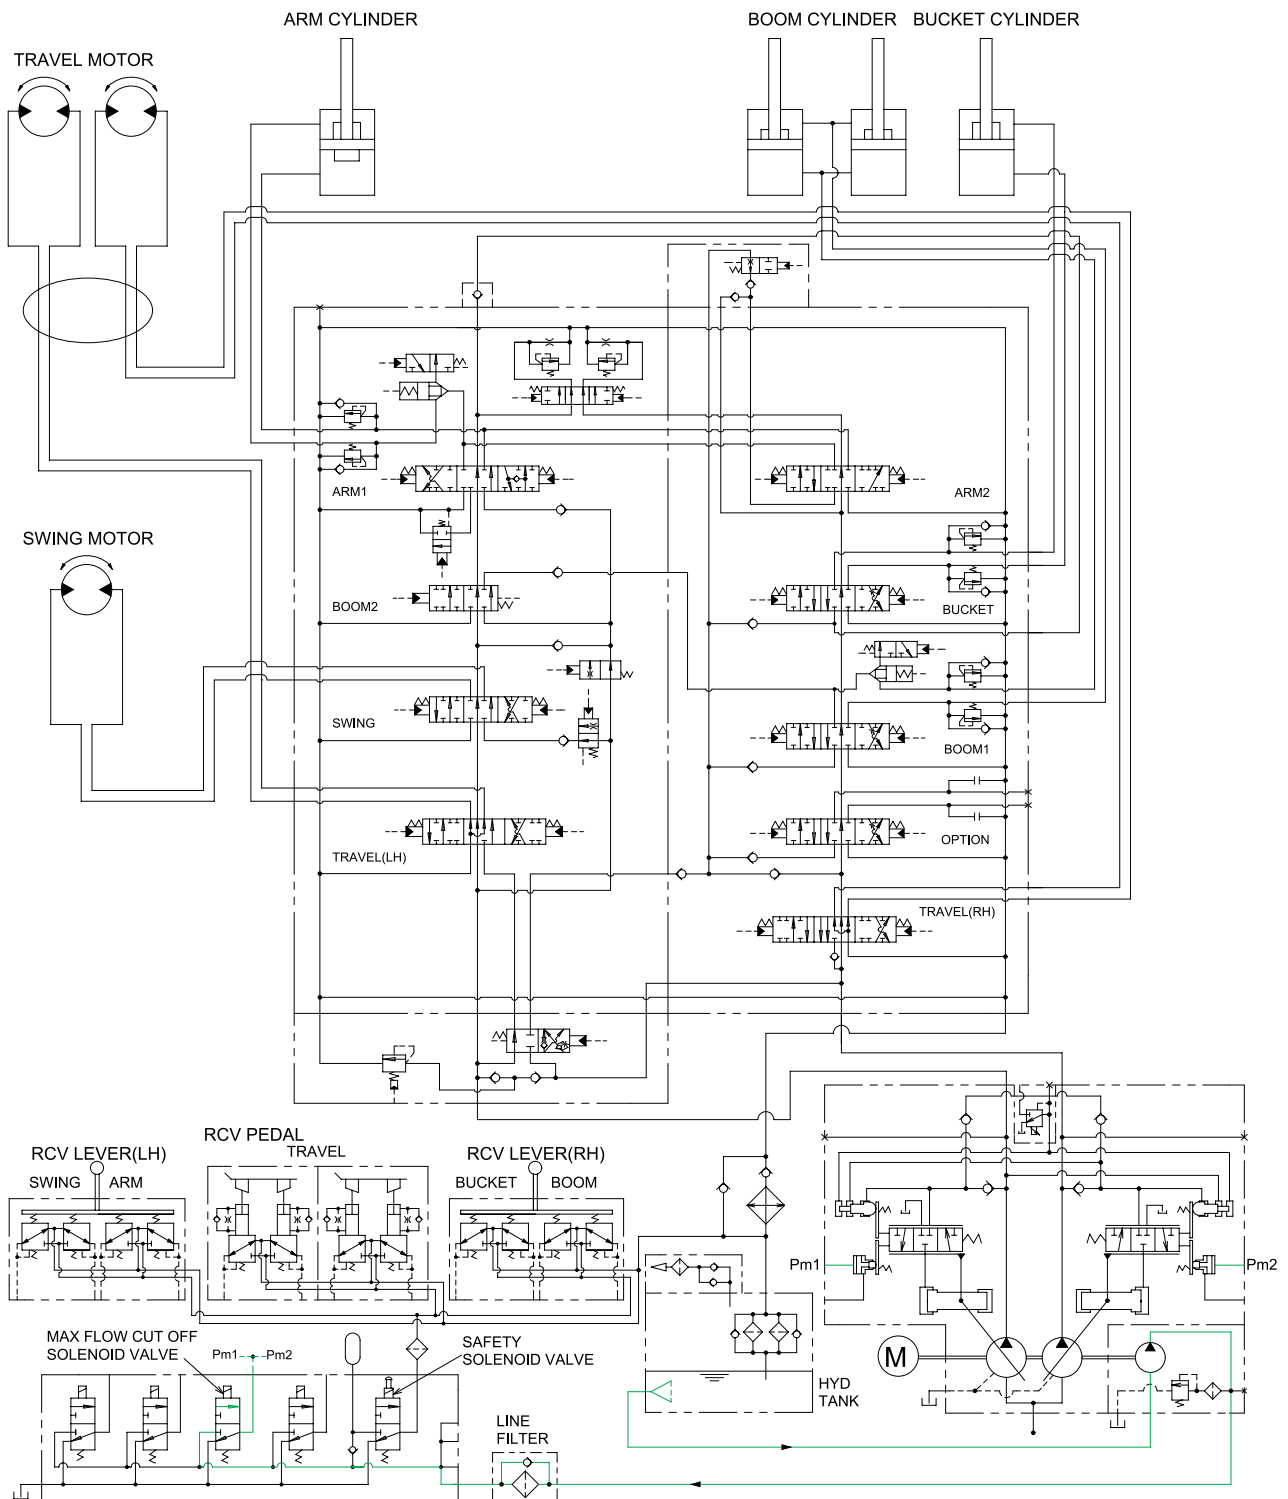 ARM CYLINDER
BOOM CYLINDER
BUCKET CYLINDER
TRAVEL MOTOR
ARM1
ARM2
SWING MOTOR
BOOM2
BUCKET
SWING
BOOM1
TRAVEL(LH)
OPTION
TRAVEL(RH)
RCV LEVER(LH)
SWING
ARM
RCV PEDAL
TRAVEL
RCV LEVER(RH)
BUCKET
BOOM
Pm1
Pm2
MAX FLOW CUT OFF
SOLENOID VALVE
Pm1
Pm2
SAFETY
SOLENOID VALVE
M
HYD
TANK
LINE
FILTER